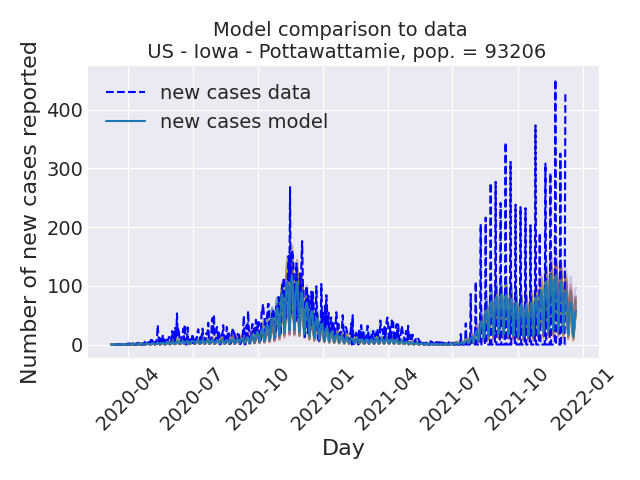 Model comparison to data
US - Iowa - Pottawattamie, pop. = 93206
Number of new cases reported
new cases data
new cases model
400
300
200
100
0
2020-04
2020-07
2020-10
2021-01
2021-04
2021-07
2021-10
2022-01
Day